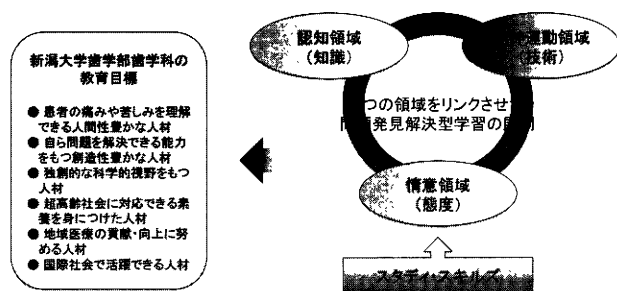 新潟大学歯学部歯学科の
教育目標
● 患者の痛みや苦しみを理解
できる人間性豊かな人材
● 自ら問題を解決できる能力
をもつ創造性豊かな人材
● 独創的な科学的視野をもつ
人材
● 超高齢社会に対応できる素
養を身につけた人材
● 地域医療の貢献・向上に努
める人材
● 国際社会で活躍できる人材
認知領域
(知識)
運動領域
(技術)
つの領域をリンクさせ
発見解決型学習の
情意領域
(態度)
スタディ・スキルズ